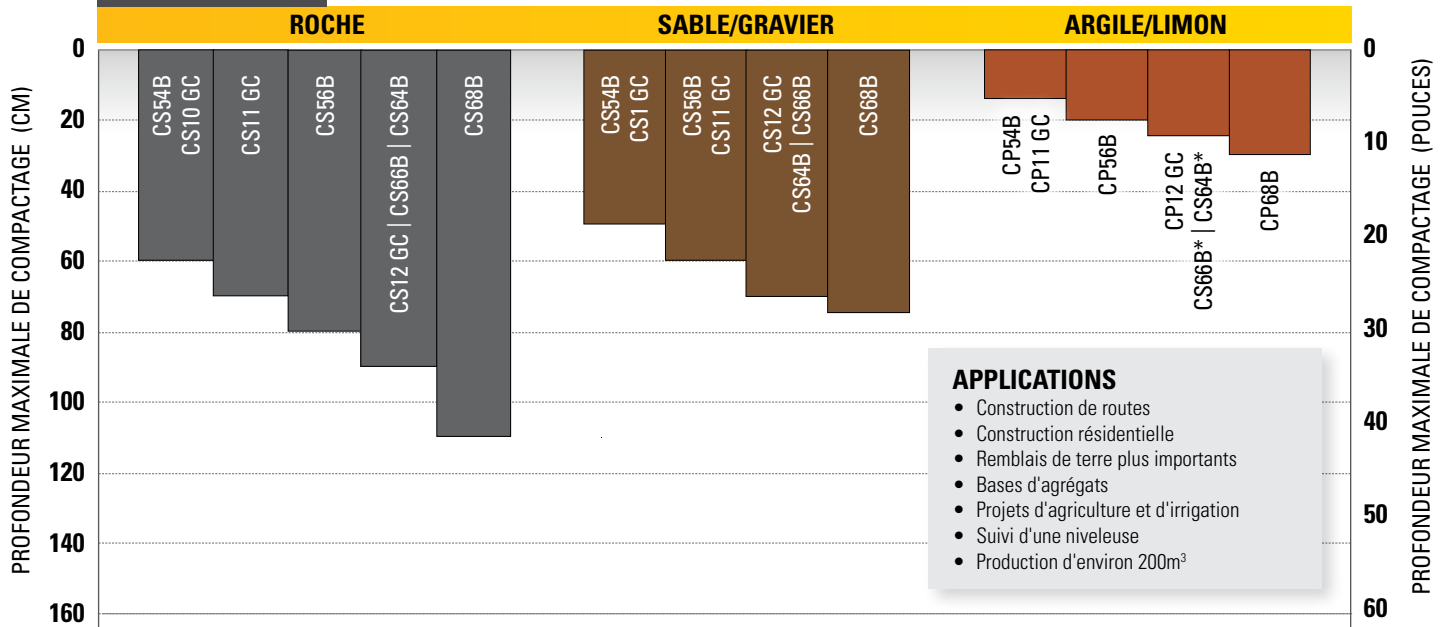 ROCHE
SABLE/GRAVIER
ARGILE/LIMON
PROFONDEUR MAXIMALE DE COMPACTAGE (CM)
0
20
40
60
80
100
120
140
160
CS54B
CS10 GC
CS11 GC
CS56B
CS12 GC | CS66B | CS64B
CS68B
CS54B
CS1 GC
CS56B
CS11 GC
CS12 GC
CS64B | CS66B
CS68B
CP54B
CP11 GC
CP56B
CP12 GC
CS66B* | CS64B*
CP68B
APPLICATIONS
• Construction de routes
• Construction résidentielle
• Remblais de terre plus importants
• Bases d'agrégats
• Projets d'agriculture et d'irrigation
• Suivi d'une niveleuse
• Production d'environ 200m³
0
10
20
30
40
50
60
PROFONDEUR MAXIMALE DE COMPACTAGE (POUCES)